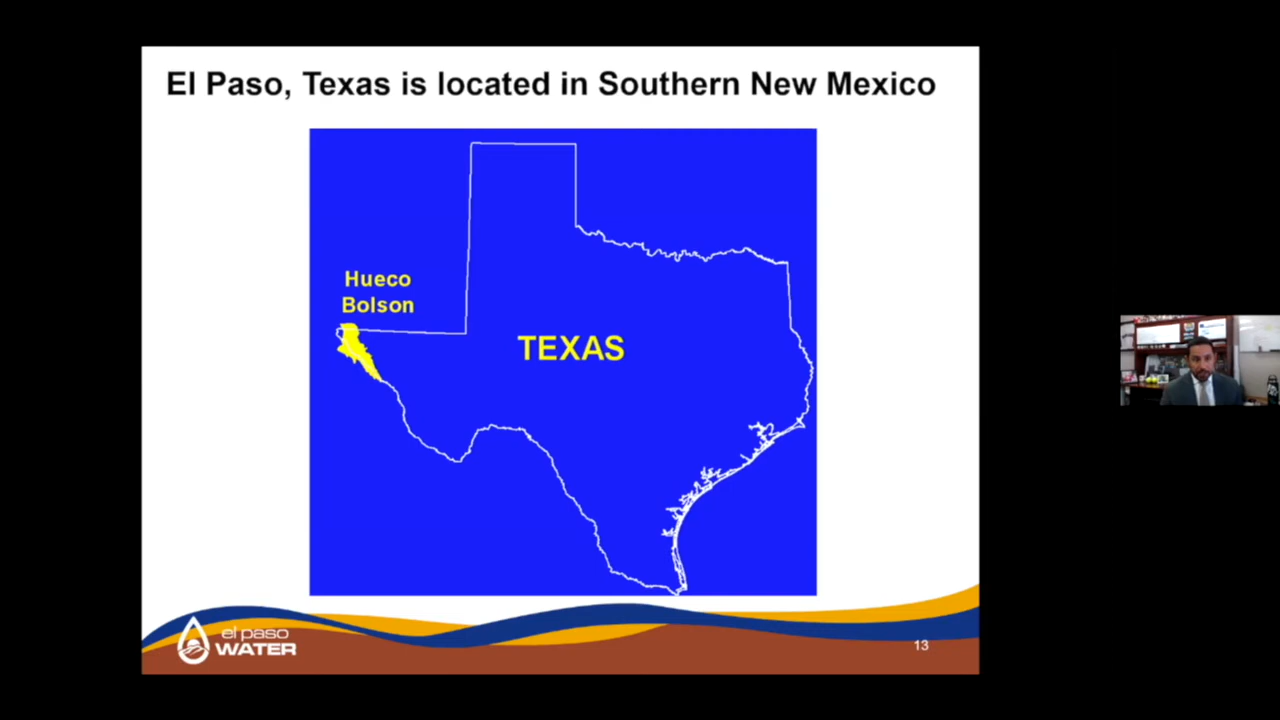 El Paso, Texas is located in Southern New Mexico
Hueco
Bolson
TEXAS
el paso
WATER
13